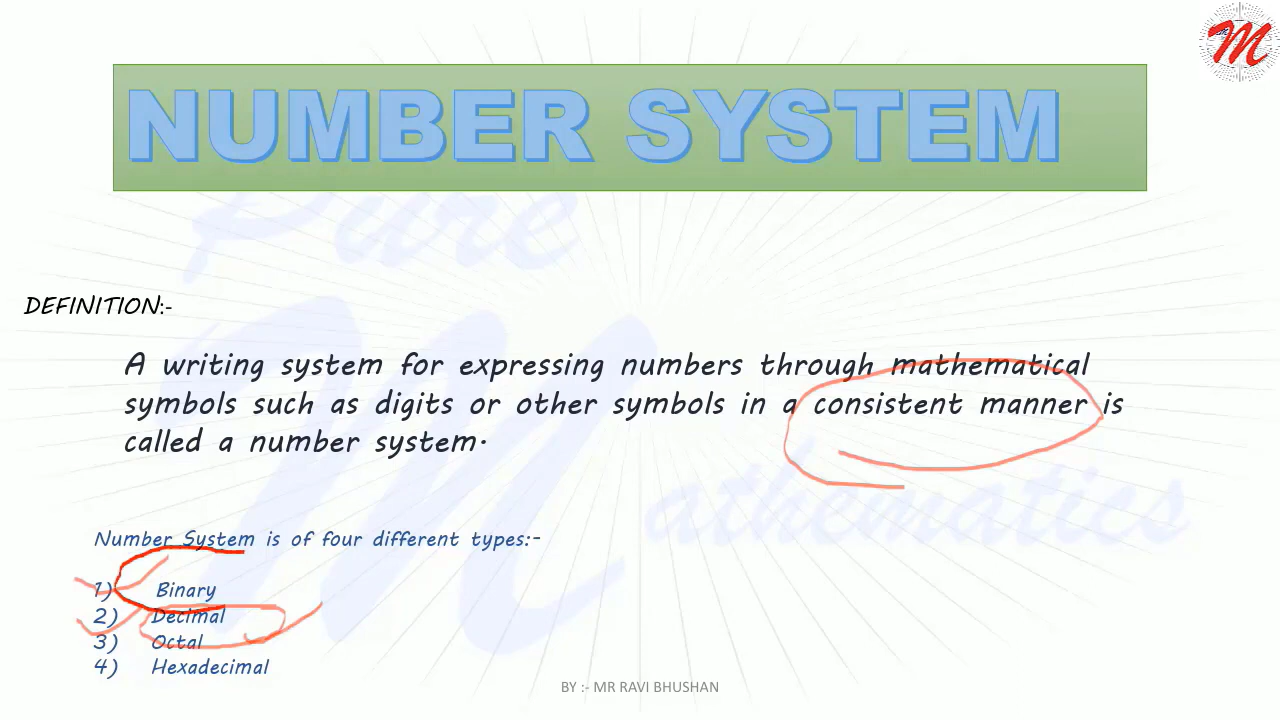 M
NUMBER SYSTEM
Pure
Mathematics
DEFINITION:-
A writing system for expressing numbers through mathematical
symbols such as digits or other symbols in a consistent manner is
called a number system.
Number System is of four different types:-
1) Binary
2) Decimal
3) Octal
4) Hexadecimal
BY :- MR RAVI BHUSHAN